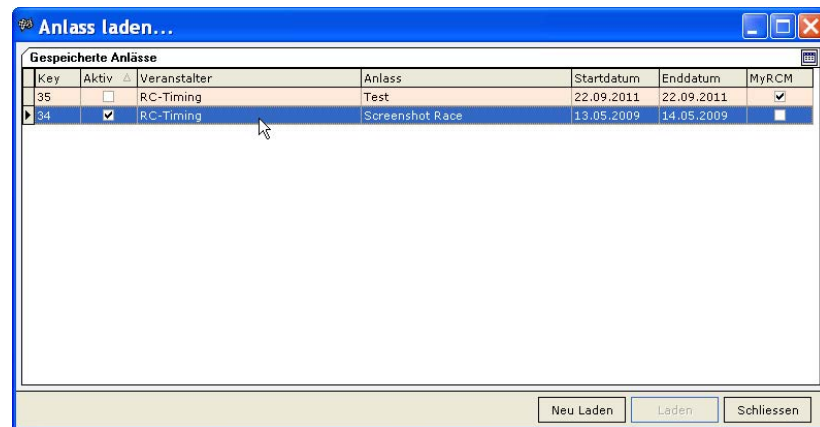 Anlass laden...
Gespeicherte Anlässe
Key Aktiv Veranstalter Anlass Startdatum Enddatum MyRCM
35 RC-Timing Test 22.09.2011 22.09.2011
34 RC-Timing Screenshot Race 13.05.2009 14.05.2009
Neu Laden Laden Schliessen